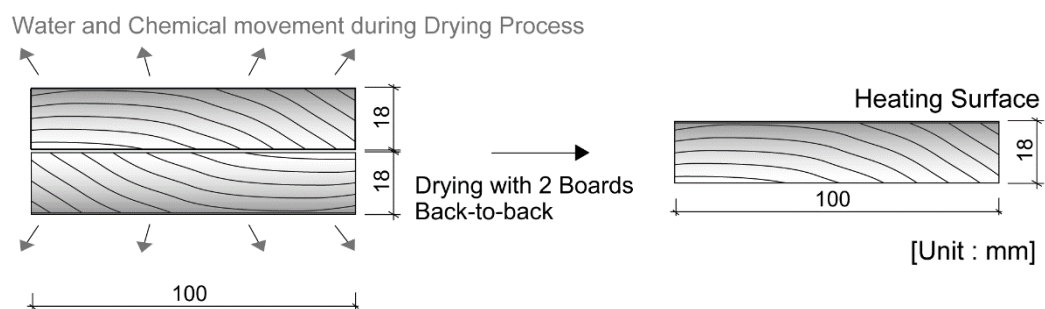 Water and Chemical movement during Drying Process
18
18
100
Drying with 2 Boards
Back-to-back
Heating Surface
18
100
[Unit : mm]